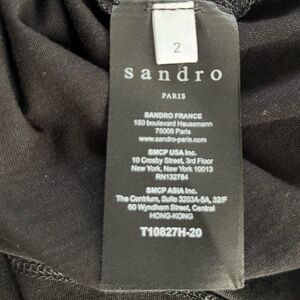 2
sandro
PARIS
SANDRO FRANCE
150 boulevard Haussmann
75008 Paris
www.sandro-paris.com
SMCP USA Inc.
10 Crosby Street, 3rd Floor
New York, New York 10013
RN132784
SMCP ASIA Inc.
The Centrium, Suite 3203A-5A, 32/F
60 Wyndham Street, Central
HONG-KONG
T10827H-20